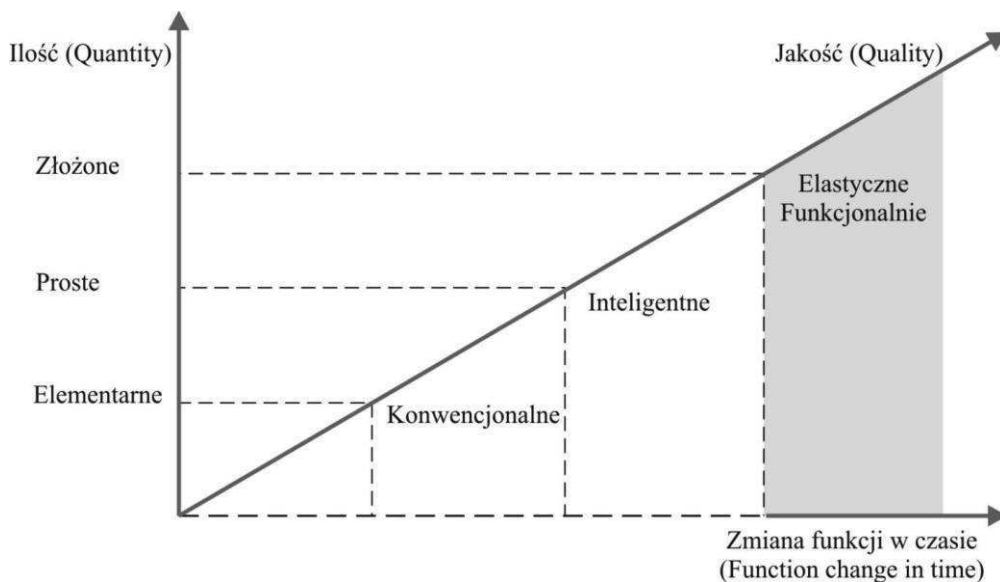 Ilość (Quantity)
Jakość (Quality)
Złożone
Elastyczne
Funkcjonalnie
Proste
Inteligentne
Elementarne
Konwencjonalne
Zmiana funkcji w czasie
(Function change in time)